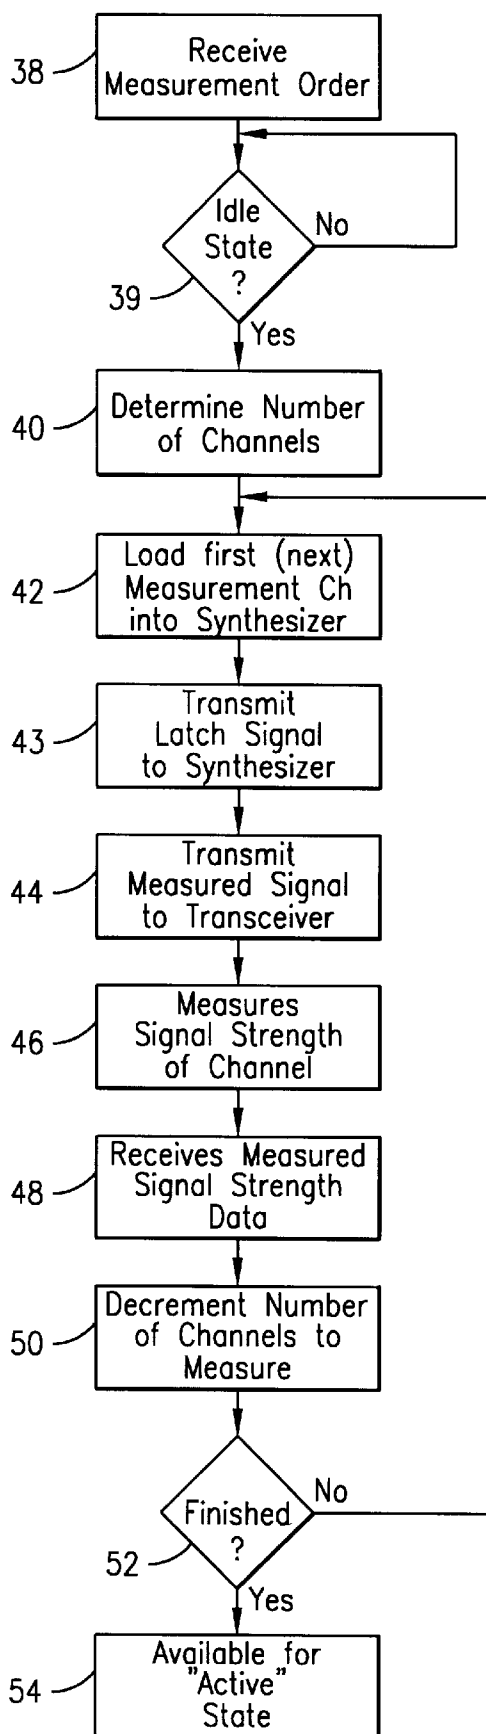 38
Receive
Measurement Order
Idle
State
?
No
39
Yes
40
Determine Number
of Channels
42
Load first (next)
Measurement Ch
into Synthesizer
43
Transmit
Latch Signal
to Synthesizer
44
Transmit
Measured Signal
to Transceiver
46
Measures
Signal Strength
of Channel
48
Receives Measured
Signal Strength
Data
50
Decrement Number
of Channels to
Measure
Finished
?
No
52
Yes
54
Available for
"Active"
State